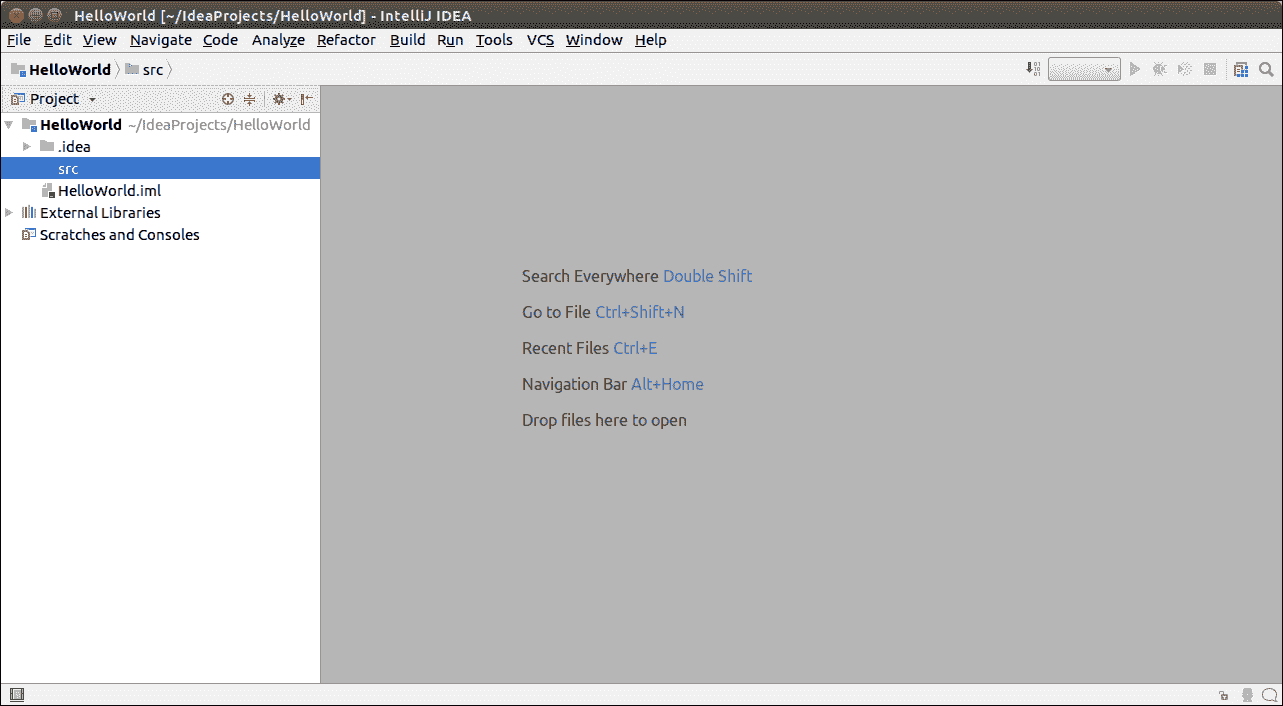 HelloWorld [~/IdeaProjects/HelloWorld] - IntelliJ IDEA
File Edit View Navigate Code Analyze Refactor Build Run Tools VCS Window Help
HelloWorld src
Project
HelloWorld ~/IdeaProjects/HelloWorld
.idea
src
HelloWorld.iml
External Libraries
Scratches and Consoles
Search Everywhere Double Shift
Go to File Ctrl+Shift+N
Recent Files Ctrl+E
Navigation Bar Alt+Home
Drop files here to open